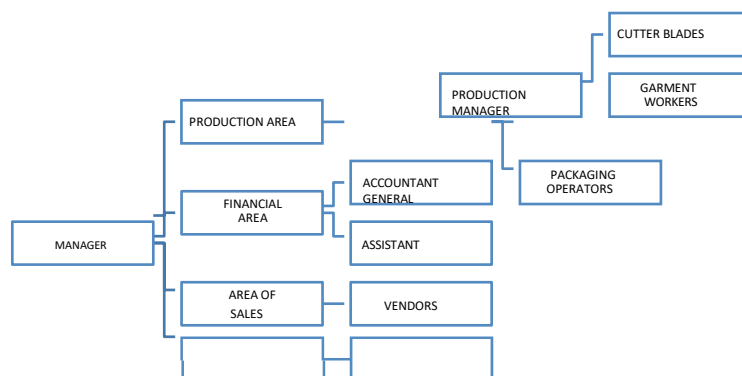 CUTTER BLADES
PRODUCTION
MANAGER
GARMENT
WORKERS
PRODUCTION AREA
PACKAGING
OPERATORS
ACCOUNTANT
GENERAL
FINANCIAL
AREA
MANAGER
ASSISTANT
AREA OF
SALES
VENDORS